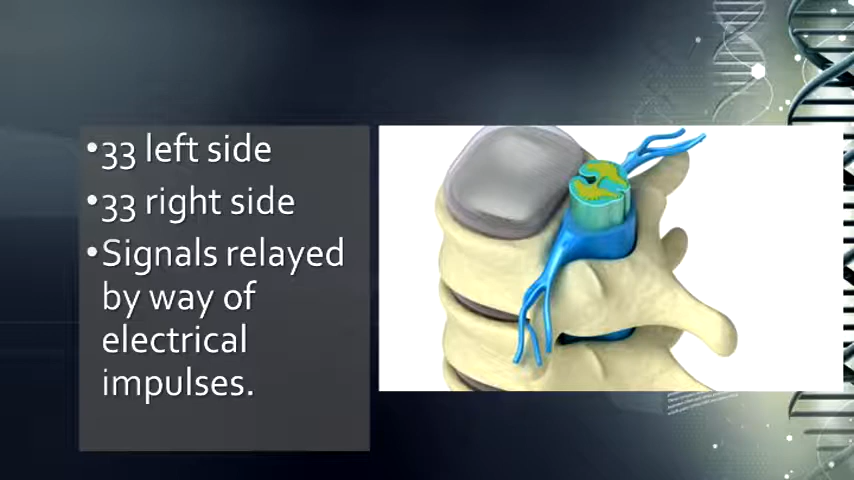 •33 left side
•33 right side
•Signals relayed
by way of
electrical
impulses.